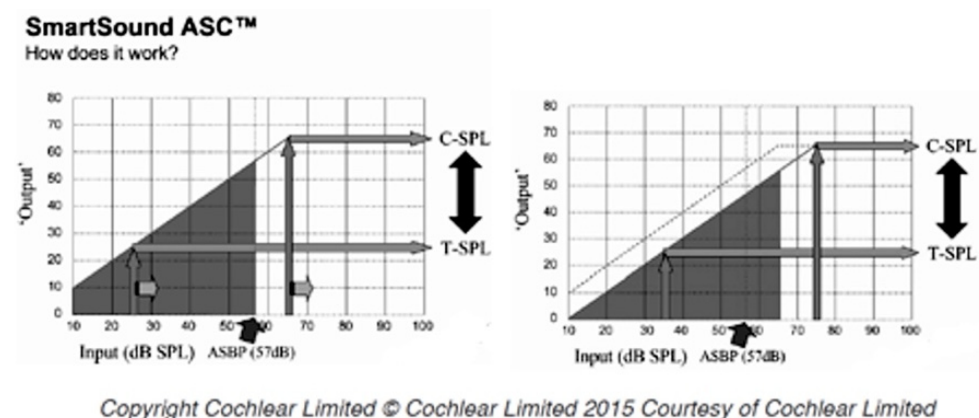 SmartSound ASC™
How does it work?
80
70
60
50
40
30
20
10
0
'Output'
10 20 30 40 50 60 70 80 90 100
C-SPL
T-SPL
Input (dB SPL) ASBP (57dB)
80
70
60
50
40
30
20
10
0
'Output'
10 20 30 40 50 60 70 80 90 100
C-SPL
T-SPL
Input (dB SPL) ASBP (57dB)
Copyright Cochlear Limited © Cochlear Limited 2015 Courtesy of Cochlear Limited